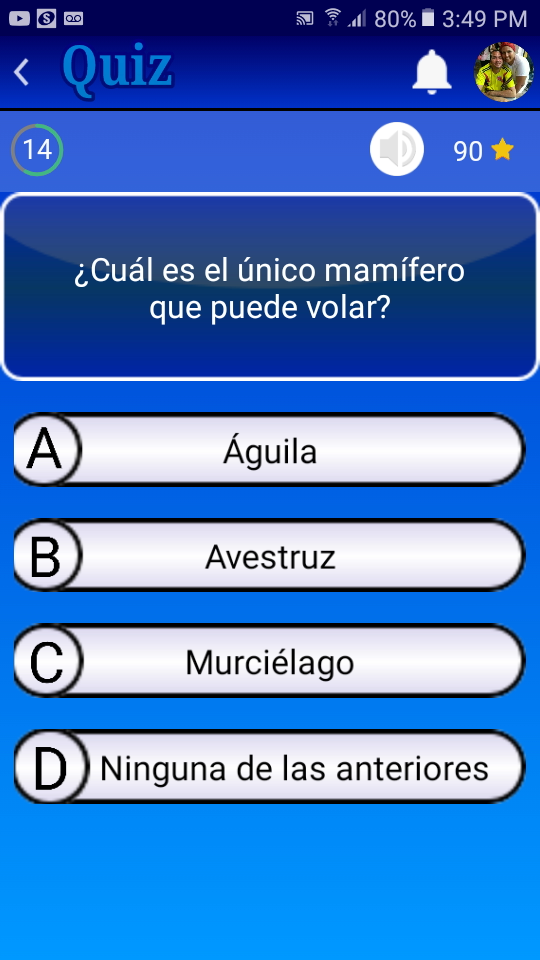 80% 3:49 PM
Quiz
14
90
¿Cuál es el único mamífero
que puede volar?
A Águila
B Avestruz
C Murciélago
D Ninguna de las anteriores